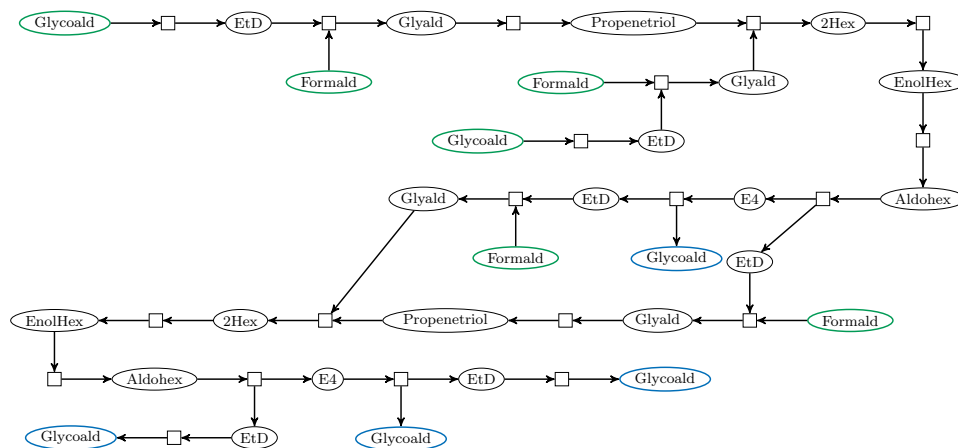 Glycoald
EtD
Glyald
Propenetriol
2Hex
Formald
Formald
Glyald
EnolHex
Glycoald
EtD
Glyald
EtD
E4
Aldohex
Formald
Glycoald
EtD
EnolHex
2Hex
Propenetriol
Glyald
Formald
Aldohex
E4
EtD
Glycoald
Glycoald
EtD
Glycoald